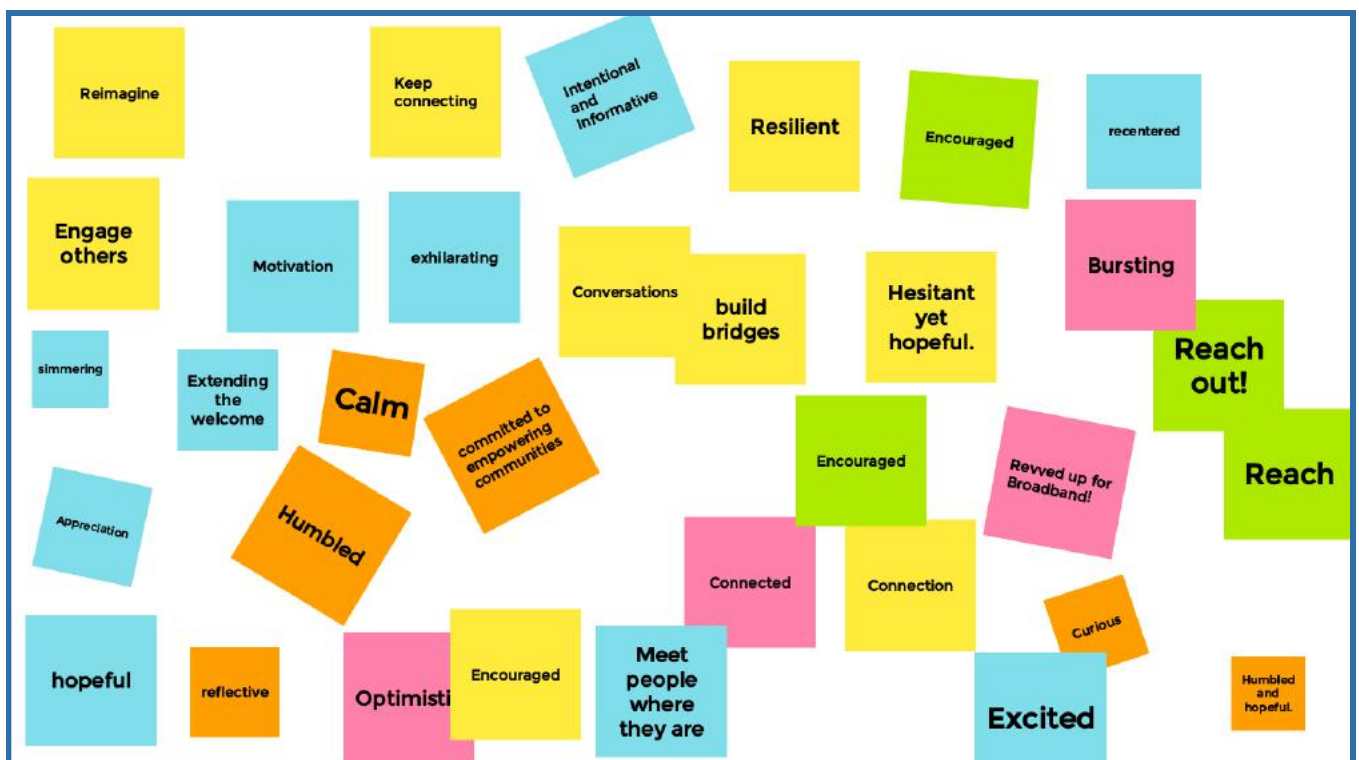 Reimagine
Keep
connecting
Intentional
and
Informative
Resilient
Encouraged
recentered
Engage
others
Motivation
exhilarating
Conversations
build
bridges
Hesitant
yet
hopeful.
Bursting
Reach
out!
simmering
Extending
the
welcome
Calm
committed to
empowering
communities
Encouraged
Revved up for
Broadband!
Reach
Appreciation
Humbled
Connected
Connection
Curious
hopeful
reflective
Optimisti
Encouraged
Meet
people
where
they are
Excited
Humbled
and
hopeful.